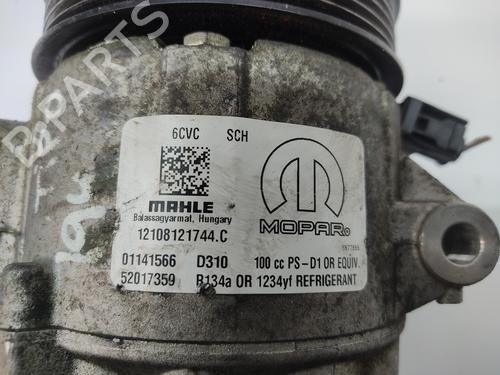 6CVC SCH
MAHLE
Balassagyarmat, Hungary
MOPAR®
12108121744.C
01141566 D310 100 cc PS-D1 OR EQUIV.
52017359 R134a OR 1234yf REFRIGERANT
B-PARTS